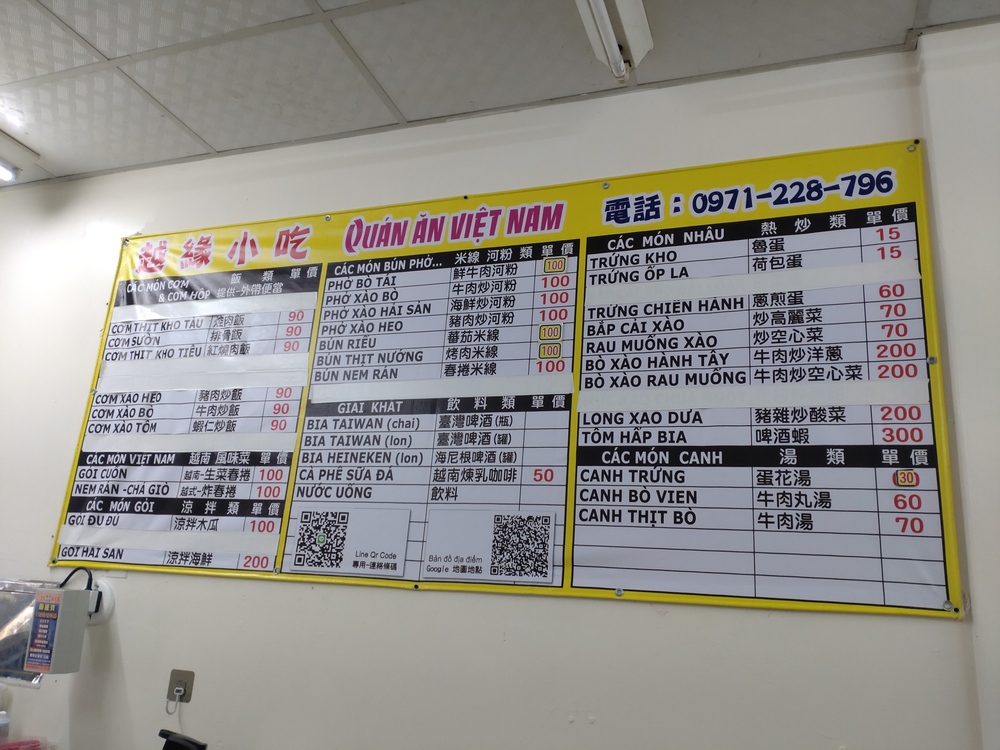 越緣小吃 QUÁN ĂN VIỆT NAM 電話：0971-228-796
CÁC MÓN CƠM 飯類 單價
& CƠM HỘP 提供-外帶便當
CƠM THỊT KHO TÀU 燒肉飯 90
CƠM SƯỜN 排骨飯 90
CƠM THỊT KHO TIÊU 紅燒肉飯 90
CƠM XÀO HEO 豬肉炒飯 90
CƠM XÀO BÒ 牛肉炒飯 90
CƠM XÀO TÔM 蝦仁炒飯 90
CÁC MÓN VIỆT NAM 越南 風味菜 單價
GỎI CUỐN 越南-生菜春捲 100
NEM RÁN -CHẢ GIÒ 越式-炸春捲 100
CÁC MÓN GỎI 涼拌類 單價
GỎI ĐU ĐỦ 涼拌木瓜 100
GỎI HẢI SẢN 涼拌海鮮 200
CÁC MÓN BÚN PHỞ... 米線 河粉 類 單價
PHỞ BÒ TÁI 鮮牛肉河粉 100
PHỞ XÀO BÒ 牛肉炒河粉 100
PHỞ XÀO HẢI SẢN 海鮮炒河粉 100
PHỞ XÀO HEO 豬肉炒河粉 100
BÚN RIÊU 蕃茄米線 100
BÚN THỊT NƯỚNG 烤肉米線 100
BÚN NEM RÁN 春捲米線 100
GIẢI KHÁT 飲料類 單價
BIA TAIWAN (chai) 臺灣啤酒(瓶)
BIA TAIWAN (lon) 臺灣啤酒(罐)
BIA HEINEKEN (lon) 海尼根啤酒(罐)
CÀ PHÊ SỮA ĐÁ 越南煉乳咖啡 50
NƯỚC UỐNG 飲料
Line Qr Code
專用-連絡條碼
Bản đồ địa điểm
Google 地圖地點
CÁC MÓN NHẬU 熱炒類 單價
TRỨNG KHO 魯蛋 15
TRỨNG ỐP LA 荷包蛋 15
TRỨNG CHIÊN HÀNH 蔥煎蛋 60
BẮP CẢI XÀO 炒高麗菜 70
RAU MUỐNG XÀO 炒空心菜 70
BÒ XÀO HÀNH TÂY 牛肉炒洋蔥 200
BÒ XÀO RAU MUỐNG 牛肉炒空心菜 200
LÒNG XÀO DƯA 豬雜炒酸菜 200
TÔM HẤP BIA 啤酒蝦 300
CÁC MÓN CANH 湯類 單價
CANH TRỨNG 蛋花湯 30
CANH BÒ VIÊN 牛肉丸湯 60
CANH THỊT BÒ 牛肉湯 70